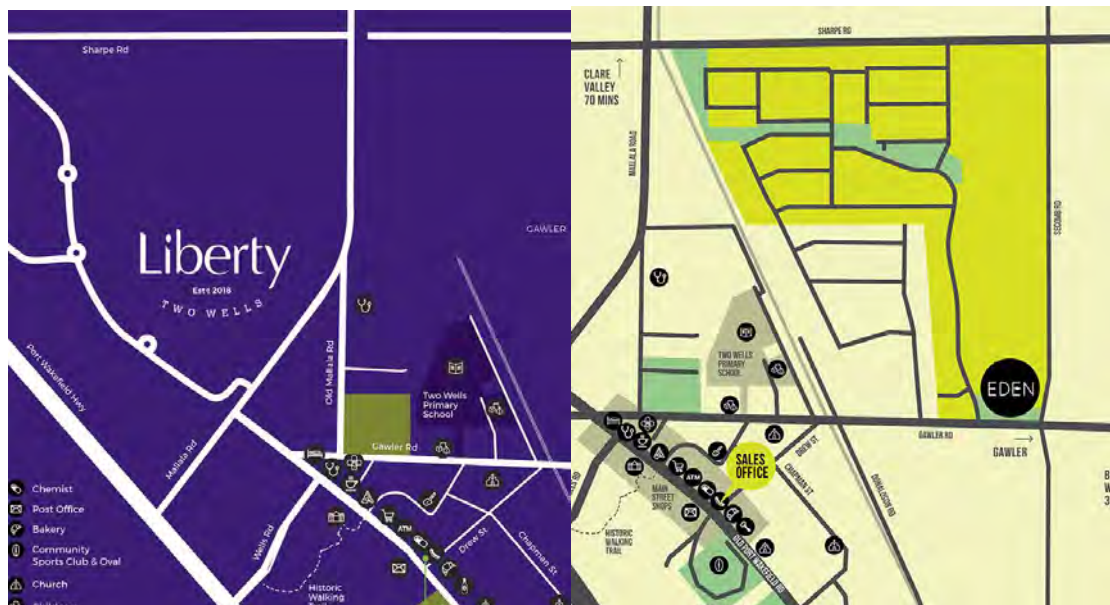 Sharpe Rd
Liberty
Estd 2018
TWO WELLS
GAWLER
Port Wakefield Hwy
Old Mallala Rd
Mallala Rd
Two Wells
Primary
School
Gawler Rd
Wells Rd
ATM
Drew St
Chapman St
Historic
Walking
Chemist
Post Office
Bakery
Community
Sports Club & Oval
Church
SHARPE RD
CLARE
VALLEY
70 MINS
MALLALA ROAD
SECOMB RD
TWO WELLS
PRIMARY
SCHOOL
EDEN
GAWLER RD
GAWLER
SALES
OFFICE
DREW ST
CHAPMAN ST
DONALDSON RD
ATM
MAIN
STREET
SHOPS
HISTORIC
WALKING
TRAIL
OLD PORT WAKEFIELD RD
B
W
3